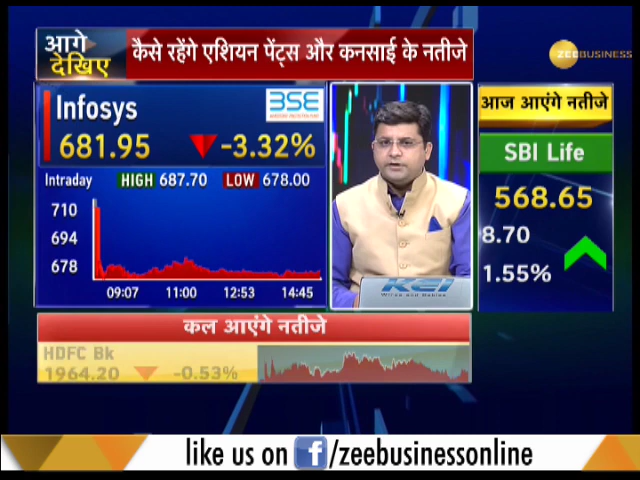 आगे
देखिए
कैसे रहेंगे एशियन पेंट्स और कनसाई के नतीजे
ZEEBUSINESS
Infosys
BSE
681.95 -3.32%
Intraday HIGH 687.70 LOW 678.00
710
694
678
09:07 11:00 12:53 14:45
KEI
Wires and Cables
आज आएंगे नतीजे
SBI Life
568.65
8.70
1.55%
कल आएंगे नतीजे
HDFC Bk
1964.20 -0.53%
like us on f/zeebusinessonline